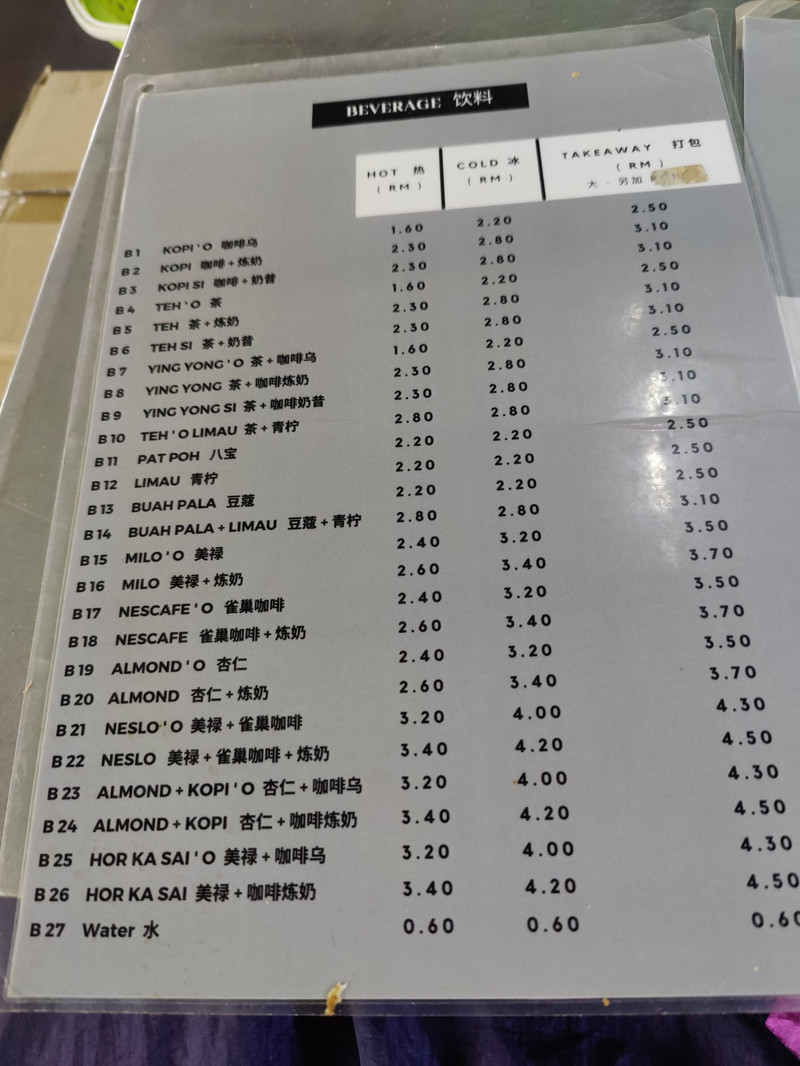 BEVERAGE 饮料
HOT 热 COLD 冰 TAKEAWAY 打包
(RM) (RM) (RM)
大 - 另加
B1 KOPI'O 咖啡乌 1.60 2.20 2.50
B2 KOPI 咖啡+炼奶 2.30 2.80 3.10
B3 KOPI SI 咖啡+奶昔 2.30 2.80 3.10
B4 TEH'O 茶 1.60 2.20 2.50
B5 TEH 茶+炼奶 2.30 2.80 3.10
B6 TEH SI 茶+奶昔 2.30 2.80 3.10
B7 YING YONG'O 茶+咖啡乌 1.60 2.20 2.50
B8 YING YONG 茶+咖啡炼奶 2.30 2.80 3.10
B9 YING YONG SI 茶+咖啡奶昔 2.30 2.80 3.10
B10 TEH'O LIMAU 茶+青柠 2.80 2.80 3.10
B11 PAT POH 八宝 2.20 2.20 2.50
B12 LIMAU 青柠 2.20 2.20 2.50
B13 BUAH PALA 豆蔻 2.20 2.20 2.50
B14 BUAH PALA+LIMAU 豆蔻+青柠 2.80 2.80 3.10
B15 MILO'O 美禄 2.40 3.20 3.50
B16 MILO 美禄+炼奶 2.60 3.40 3.70
B17 NESCAFE'O 雀巢咖啡 2.40 3.20 3.50
B18 NESCAFE 雀巢咖啡+炼奶 2.60 3.40 3.70
B19 ALMOND'O 杏仁 2.40 3.20 3.50
B20 ALMOND 杏仁+炼奶 2.60 3.40 3.70
B21 NESLO'O 美禄+雀巢咖啡 3.20 4.00 4.30
B22 NESLO 美禄+雀巢咖啡+炼奶 3.40 4.20 4.50
B23 ALMOND+KOPI'O 杏仁+咖啡乌 3.20 4.00 4.30
B24 ALMOND+KOPI 杏仁+咖啡炼奶 3.40 4.20 4.50
B25 HOR KA SAI'O 美禄+咖啡乌 3.20 4.00 4.30
B26 HOR KA SAI 美禄+咖啡炼奶 3.40 4.20 4.50
B27 Water 水 0.60 0.60 0.60